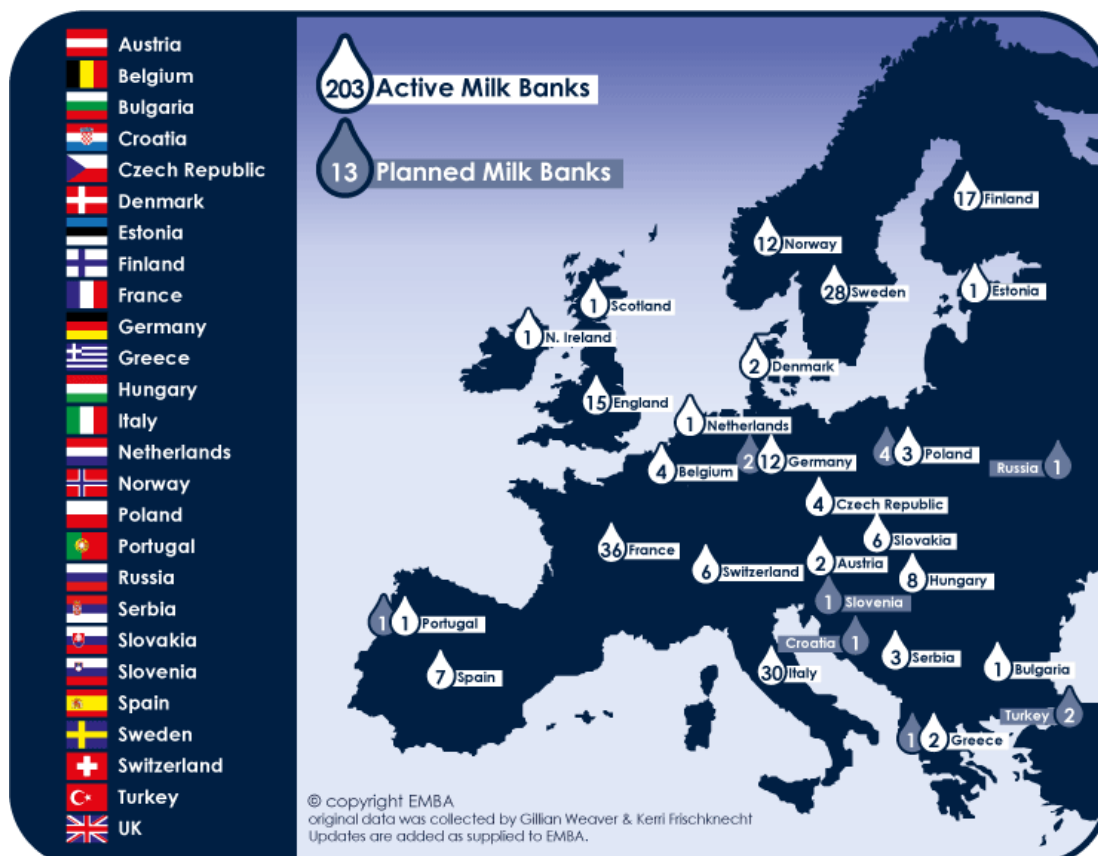 Austria
Belgium
Bulgaria
Croatia
Czech Republic
Denmark
Estonia
Finland
France
Germany
Greece
Hungary
Italy
Netherlands
Norway
Poland
Portugal
Russia
Serbia
Slovakia
Slovenia
Spain
Sweden
Switzerland
Turkey
UK
203 Active Milk Banks
13 Planned Milk Banks
17 Finland
12 Norway
28 Sweden
1 Estonia
1 Scotland
1 N. Ireland
2 Denmark
15 England
1 Netherlands
4 Belgium
2 12 Germany
4 3 Poland
Russia 1
4 Czech Republic
6 Slovakia
36 France
6 Switzerland
2 Austria
8 Hungary
1 Slovenia
1 1 Portugal
Croatia 1
3 Serbia
7 Spain
30 Italy
1 Bulgaria
Turkey 2
1 2 Greece
© copyright EMBA
original data was collected by Gillian Weaver & Kerri Frischknecht
Updates are added as supplied to EMBA.